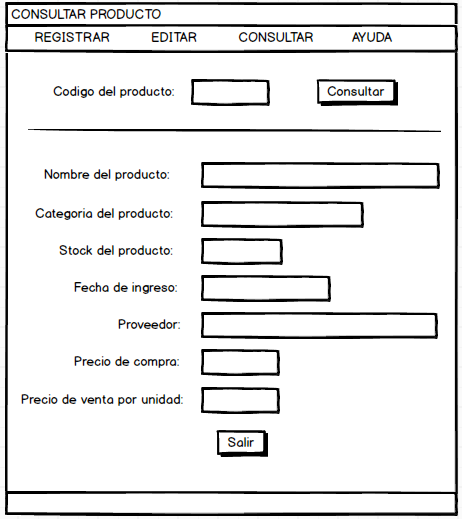 CONSULTAR PRODUCTO
REGISTRAR EDITAR CONSULTAR AYUDA
Codigo del producto: Consultar
Nombre del producto:
Categoria del producto:
Stock del producto:
Fecha de ingreso:
Proveedor:
Precio de compra:
Precio de venta por unidad:
Salir